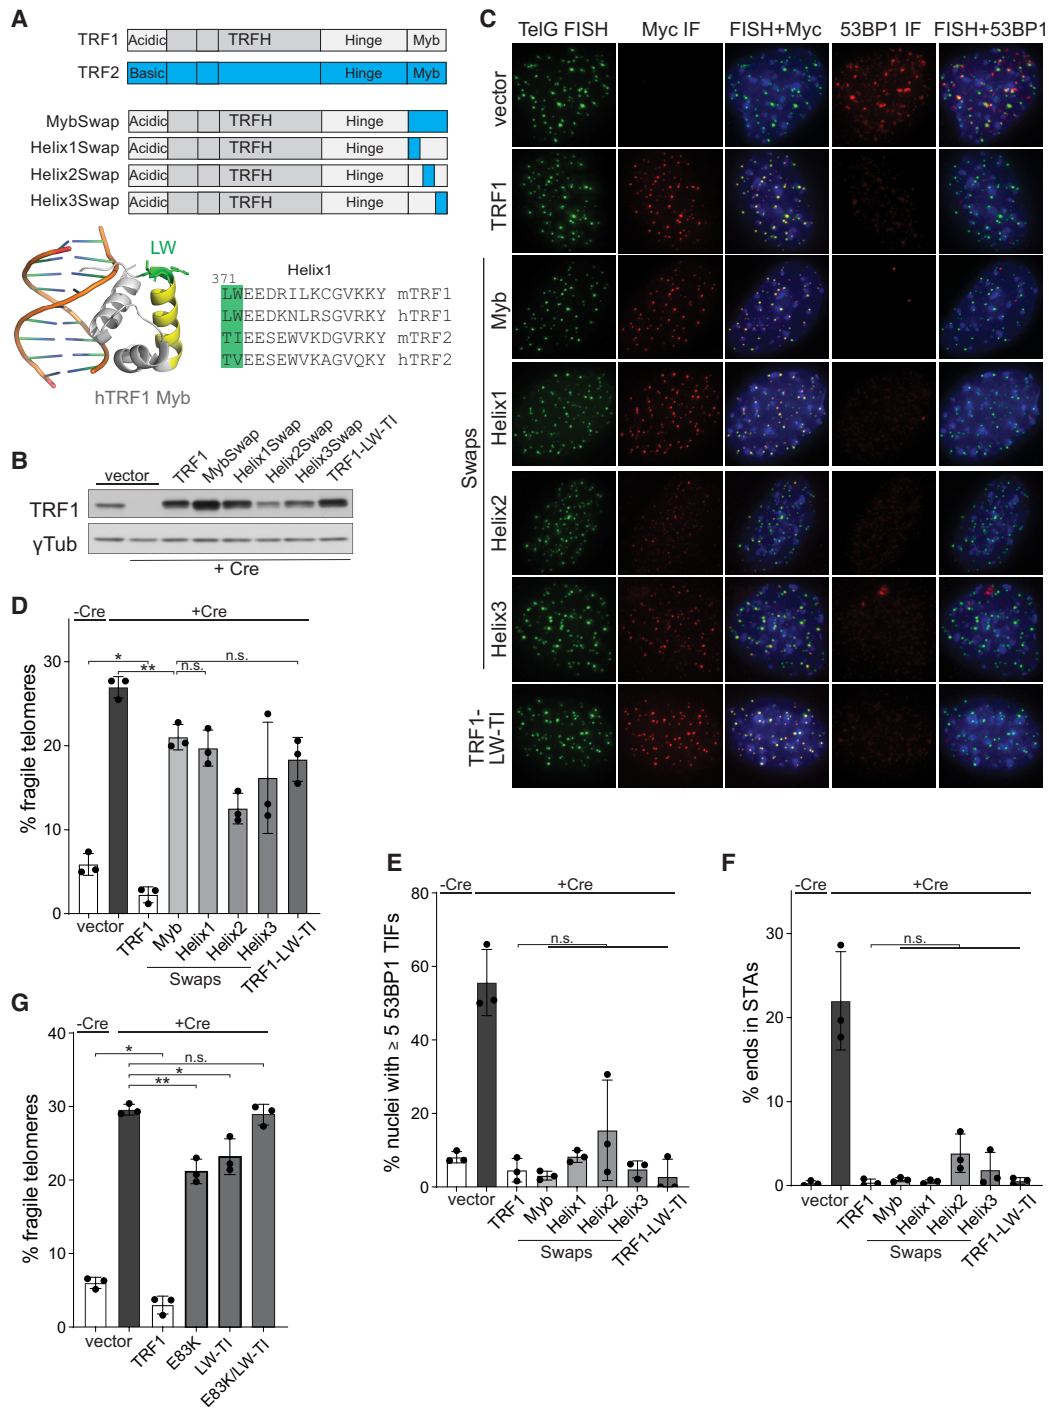 A
TRF1 Acidic TRFH Hinge Myb
TRF2 Basic Hinge Myb
MybSwap Acidic TRFH Hinge
Helix1Swap Acidic TRFH Hinge
Helix2Swap Acidic TRFH Hinge
Helix3Swap Acidic TRFH Hinge
LW
hTRF1 Myb
Helix1
371
LWEEDRILKCGVKKY mTRF1
LWEEDKNLRSGVRKY hTRF1
TIEESEWVKDGVRKY mTRF2
TVEESEWVKAGVQKY hTRF2
B
vector TRF1 MybSwap Helix1Swap Helix2Swap Helix3Swap TRF1-LW-TI
TRF1
γTub
+ Cre
C
TelG FISH Myc IF FISH+Myc 53BP1 IF FISH+53BP1
vector
TRF1
Swaps
Myb
Helix1
Helix2
Helix3
TRF1-
LW-TI
D
-Cre +Cre
% fragile telomeres
30
20
10
0
* ** n.s. n.s.
vector TRF1 Myb Helix1 Helix2 Helix3 TRF1-LW-TI
Swaps
E
-Cre +Cre
% nuclei with ≥ 5 53BP1 TIFs
80
60
40
20
0
n.s.
vector TRF1 Myb Helix1 Helix2 Helix3 TRF1-LW-TI
Swaps
F
-Cre +Cre
% ends in STAs
30
20
10
0
n.s.
vector TRF1 Myb Helix1 Helix2 Helix3 TRF1-LW-TI
Swaps
G
-Cre +Cre
% fragile telomeres
40
30
20
10
0
* n.s. * **
vector TRF1 E83K LW-TI E83K/LW-TI